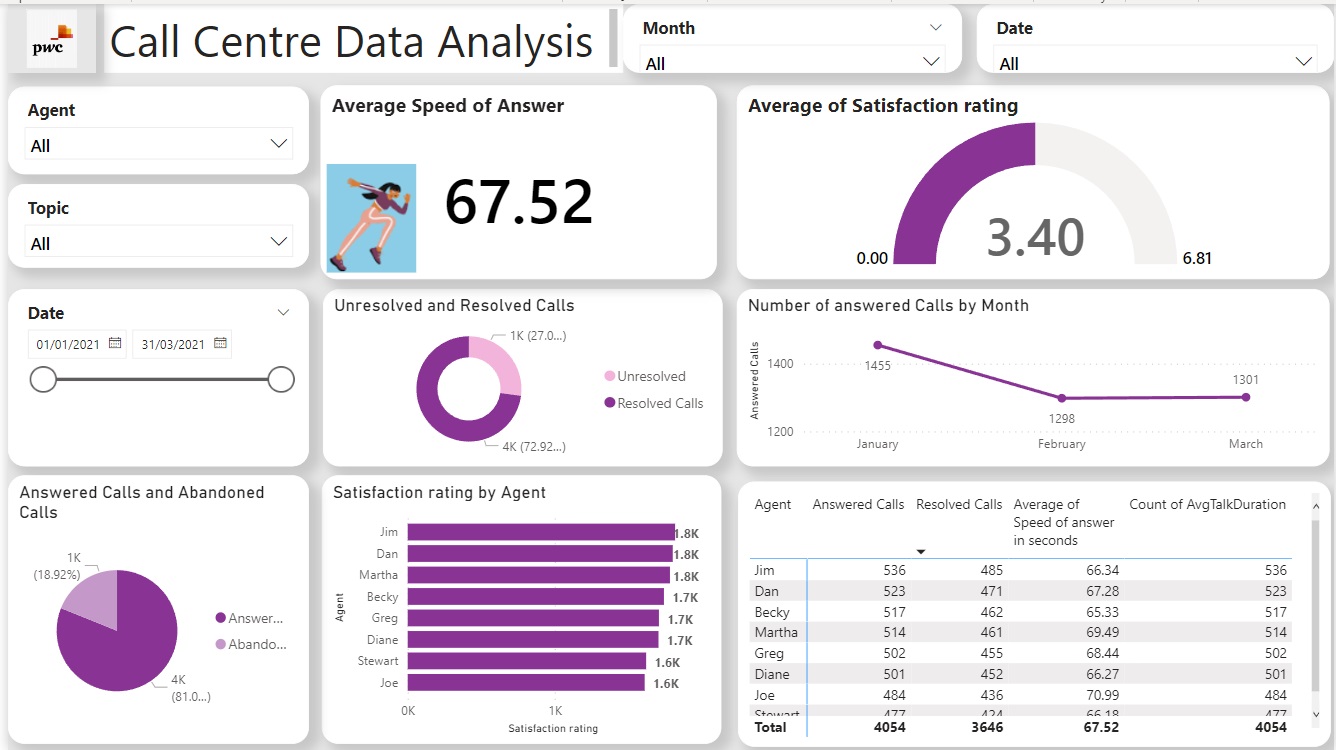 pwc
Call Centre Data Analysis
Month
All
Date
All
Agent
All
Topic
All
Date
01/01/2021 31/03/2021
Average Speed of Answer
67.52
Average of Satisfaction rating
3.40
0.00
6.81
Unresolved and Resolved Calls
1K (27.0...)
4K (72.92...)
Unresolved
Resolved Calls
Number of answered Calls by Month
Answered Calls
1400
1200
1455
1298
1301
January February March
Answered Calls and Abandoned
Calls
1K
(18.92%)
4K
(81.0...)
Answer...
Abando...
Satisfaction rating by Agent
Agent
Jim 1.8K
Dan 1.8K
Martha 1.8K
Becky 1.7K
Greg 1.7K
Diane 1.7K
Stewart 1.6K
Joe 1.6K
0K 1K
Satisfaction rating
Agent Answered Calls Resolved Calls Average of Speed of answer in seconds Count of AvgTalkDuration
Jim 536 485 66.34 536
Dan 523 471 67.28 523
Becky 517 462 65.33 517
Martha 514 461 69.49 514
Greg 502 455 68.44 502
Diane 501 452 66.27 501
Joe 484 436 70.99 484
Stewart 477 424 66.18 477
Total 4054 3646 67.52 4054